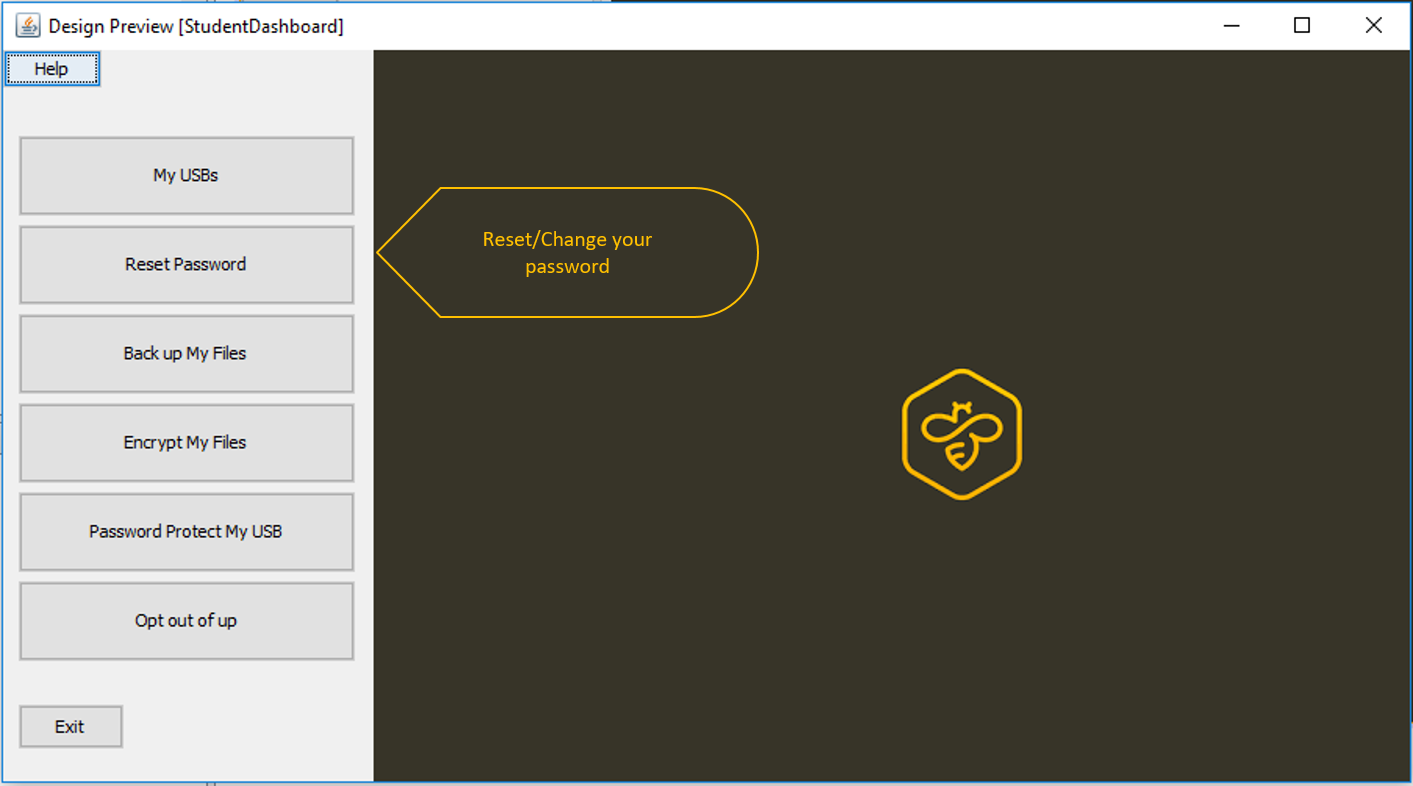 Design Preview [StudentDashboard]
Help
My USBs
Reset Password
Reset/Change your
password
Back up My Files
Encrypt My Files
Password Protect My USB
Opt out of up
Exit